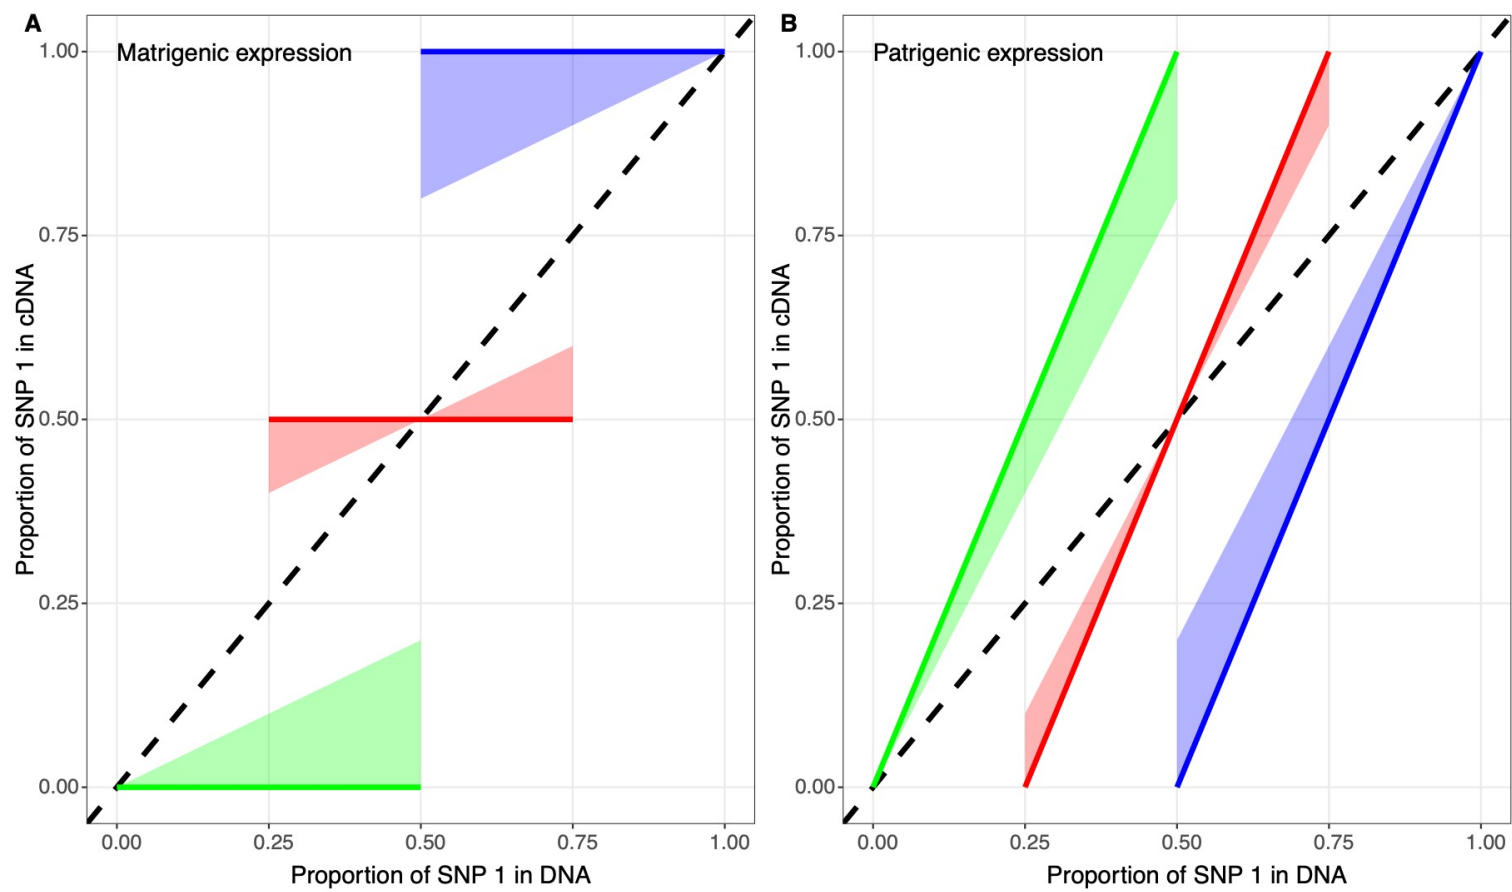 A
Matrigenic expression
1.00
0.75
0.50
0.25
0.00
0.00 0.25 0.50 0.75 1.00
Proportion of SNP 1 in DNA
Proportion of SNP 1 in cDNA
B
Patrigenic expression
1.00
0.75
0.50
0.25
0.00
0.00 0.25 0.50 0.75 1.00
Proportion of SNP 1 in DNA
Proportion of SNP 1 in cDNA